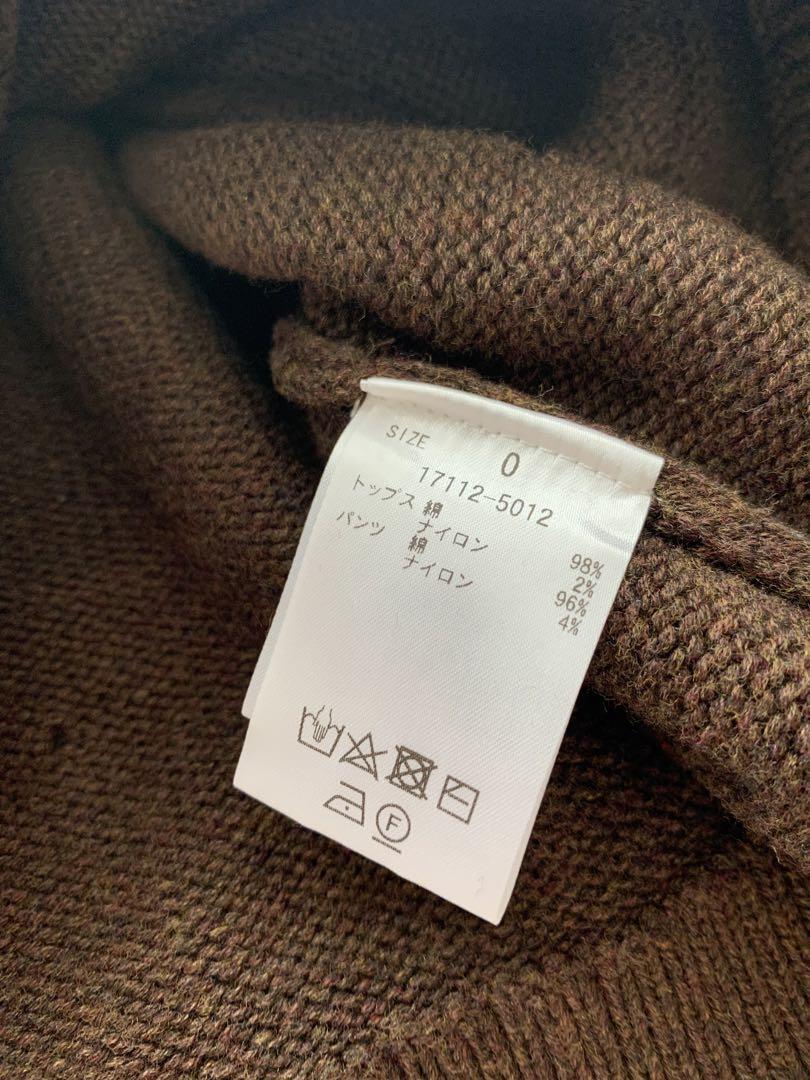 SIZE 0
17112-5012
トップス 綿 98%
ナイロン 2%
パンツ 綿 96%
ナイロン 4%
F